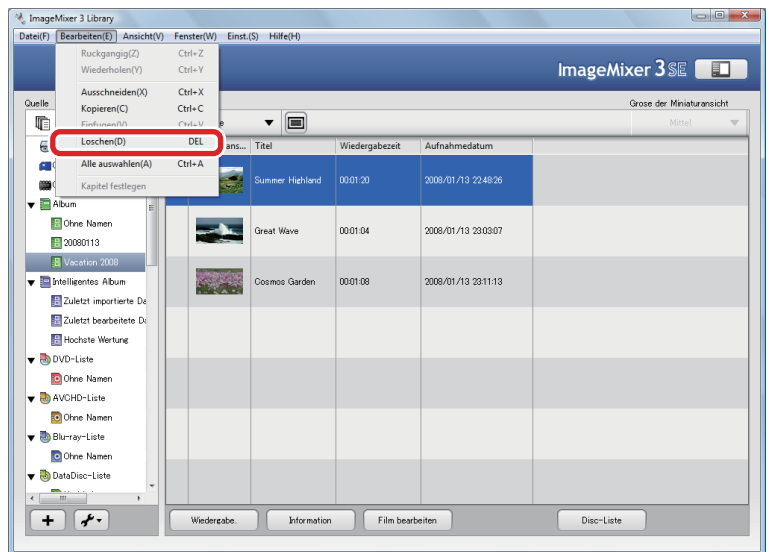 ImageMixer 3 Library
Datei(F) Bearbeiten(E) Ansicht(V) Fenster(W) Einst.(S) Hilfe(H)
Ruckgangig(Z) Ctrl+Z
Wiederholen(Y) Ctrl+Y
Ausschneiden(X) Ctrl+X
Kopieren(C) Ctrl+C
Einfugen(V) Ctrl+V
Loschen(D) DEL
Alle auswahlen(A) Ctrl+A
Kapitel festlegen
ImageMixer 3 SE
Quelle
Grose der Miniaturansicht
Mittel
ans... Titel Wiedergabezeit Aufnahmedatum
Summer Highland 00:01:20 2008/01/13 22:48:26
Great Wave 00:01:04 2008/01/13 23:03:07
Cosmos Garden 00:01:08 2008/01/13 23:11:13
Album
Ohne Namen
20080113
Vacation 2008
Intelligentes Album
Zuletzt importierte Da
Zuletzt bearbeitete Da
Hochste Wertung
DVD-Liste
Ohne Namen
AVCHD-Liste
Ohne Namen
Blu-ray-Liste
Ohne Namen
DataDisc-Liste
Wiedergabe. Information Film bearbeiten Disc-Liste